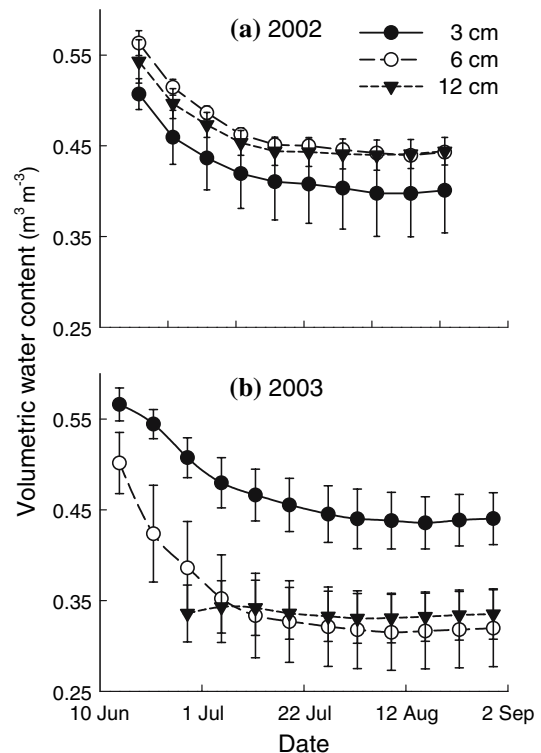 (a) 2002
3 cm
6 cm
12 cm
0.55
0.45
0.35
0.25
Volumetric water content (m³ m⁻³)
(b) 2003
0.55
0.45
0.35
0.25
10 Jun 1 Jul 22 Jul 12 Aug 2 Sep
Date